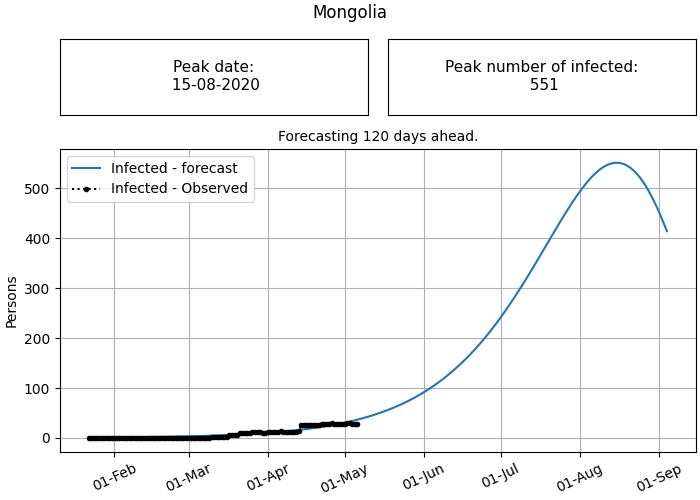 Mongolia
Peak date:
15-08-2020
Peak number of infected:
551
Forecasting 120 days ahead.
Infected - forecast
Infected - Observed
Persons
500
400
300
200
100
0
01-Feb
01-Mar
01-Apr
01-May
01-Jun
01-Jul
01-Aug
01-Sep